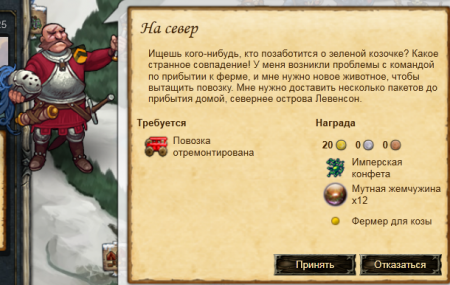 25
На север
Ищешь кого-нибудь, кто позаботится о зеленой козочке? Какое
странное совпадение! У меня возникли проблемы с командой
по прибытии к ферме, и мне нужно новое животное, чтобы
вытащить повозку. Мне нужно доставить несколько пакетов до
прибытия домой, севернее острова Левенсон.
Требуется
Повозка
отремонтирована
Награда
20 0 0
Имперская
конфета
Мутная жемчужина
x12
Фермер для козы
Принять
Отказаться